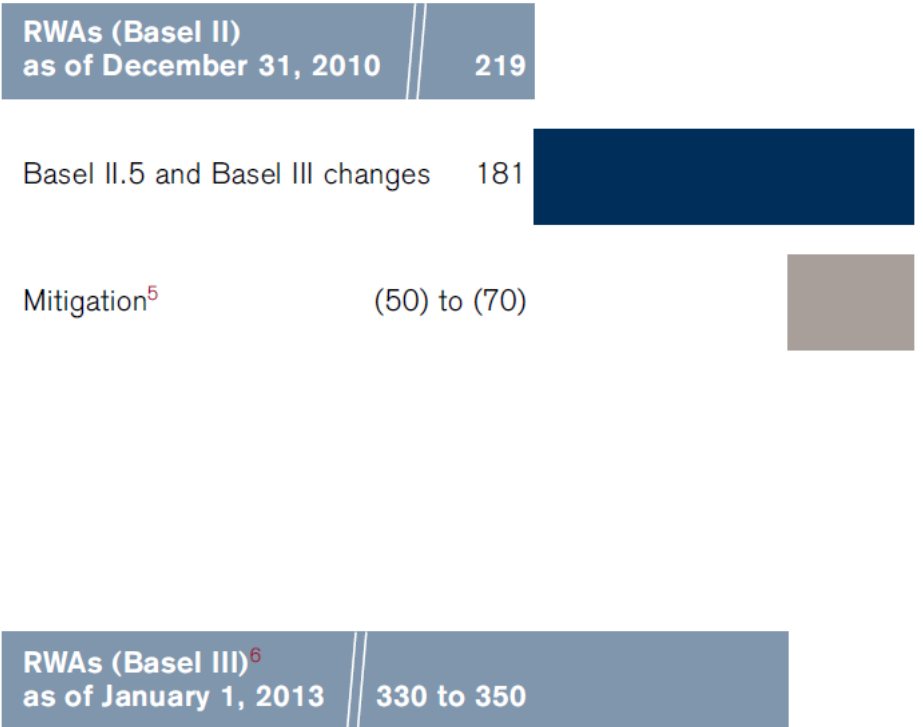 RWAs (Basel II)
as of December 31, 2010 219
Basel II.5 and Basel III changes 181
Mitigation5 (50) to (70)
RWAs (Basel III)6
as of January 1, 2013 330 to 350